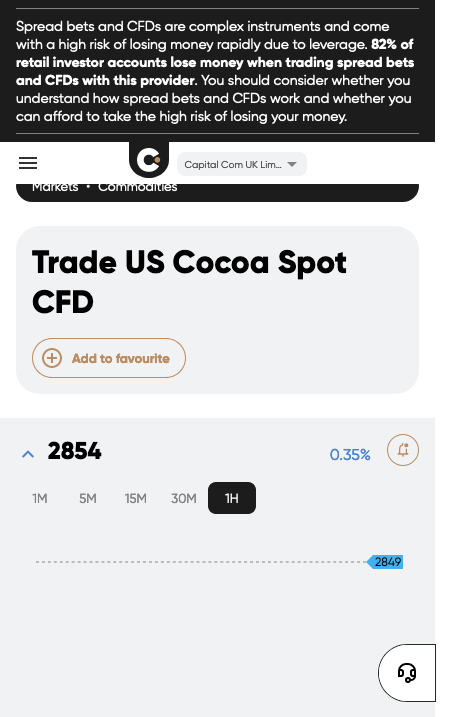 Spread bets and CFDs are complex instruments and come
with a high risk of losing money rapidly due to leverage. 82% of
retail investor accounts lose money when trading spread bets
and CFDs with this provider. You should consider whether you
understand how spread bets and CFDs work and whether you
can afford to take the high risk of losing your money.
Capital Com UK Lim...
Markets • Commodities
Trade US Cocoa Spot
CFD
Add to favourite
2854 0.35%
1M 5M 15M 30M 1H
2849